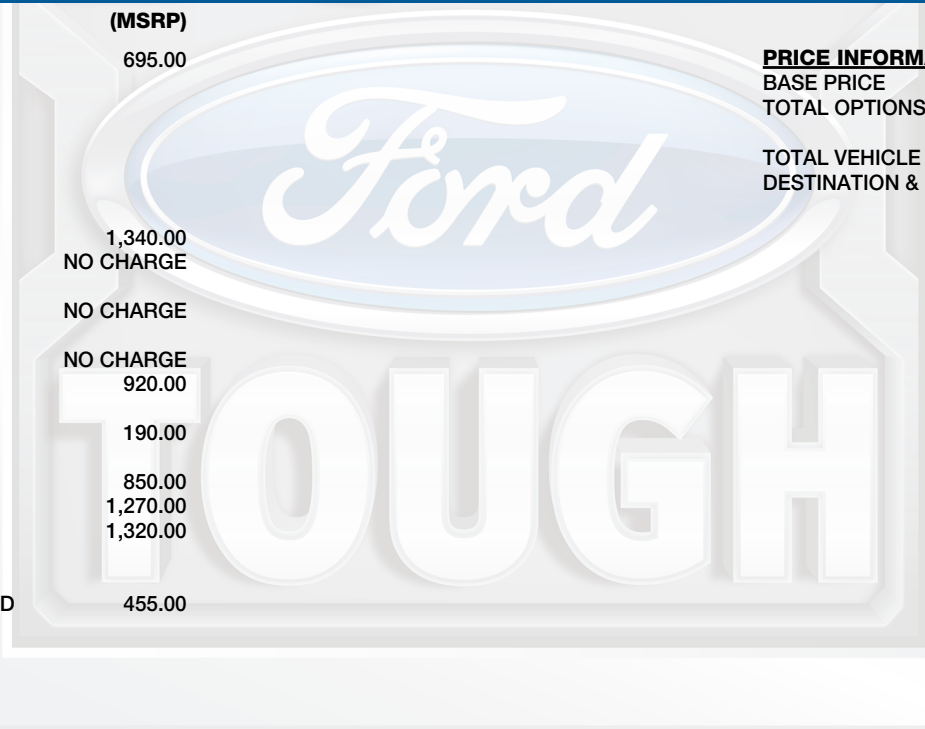 (MSRP)
695.00
1,340.00
NO CHARGE
NO CHARGE
NO CHARGE
920.00
190.00
850.00
1,270.00
1,320.00
D 455.00
PRICE INFORMA
BASE PRICE
TOTAL OPTIONS
TOTAL VEHICLE
DESTINATION &
Ford
TOUGH